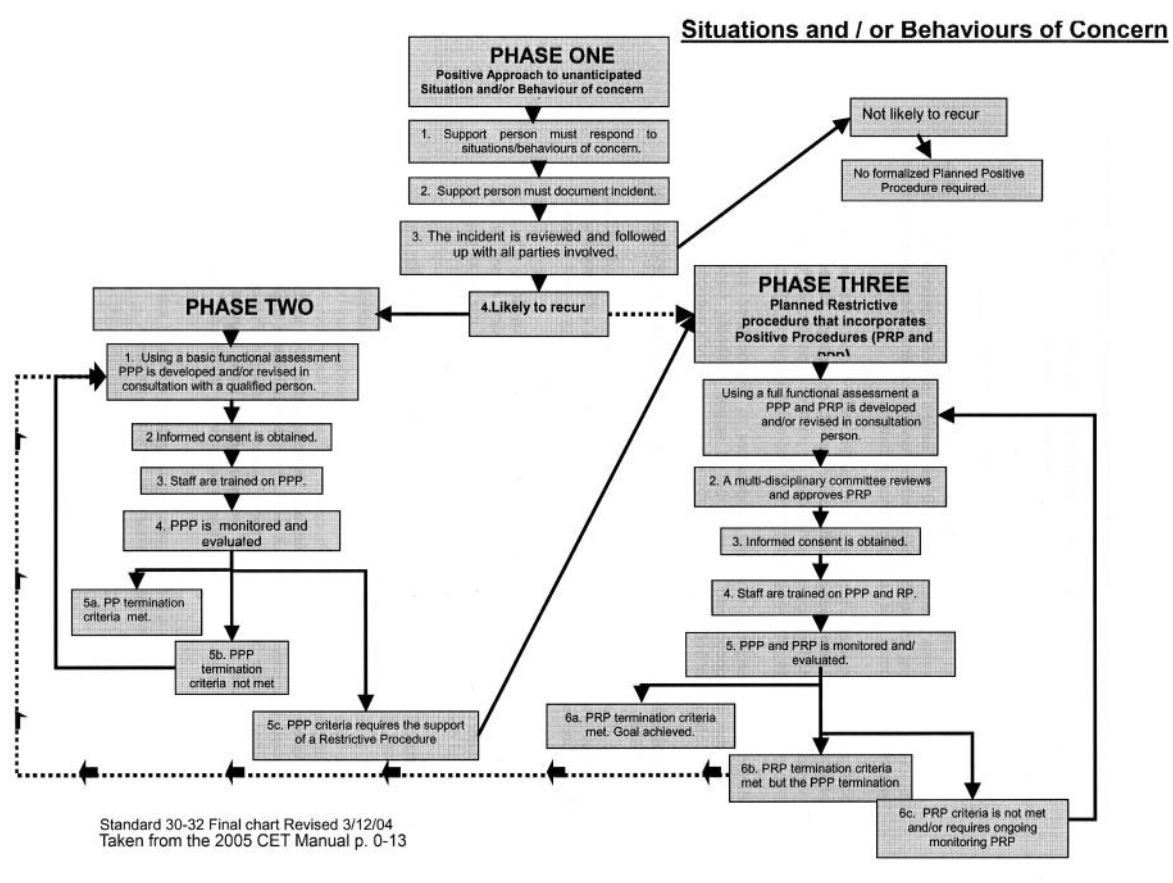 Situations and / or Behaviours of Concern
PHASE ONE
Positive Approach to unanticipated
Situation and/or Behaviour of concern
1. Support person must respond to
situations/behaviours of concern.
2. Support person must document incident.
3. The incident is reviewed and followed
up with all parties involved.
Not likely to recur
No formalized Planned Positive
Procedure required.
4.Likely to recur
PHASE TWO
1. Using a basic functional assessment
PPP is developed and/or revised in
consultation with a qualified person.
2 Informed consent is obtained.
3. Staff are trained on PPP.
4. PPP is monitored and
evaluated
5a. PP termination
criteria met.
5b. PPP
termination
criteria not met
5c. PPP criteria requires the support
of a Restrictive Procedure
PHASE THREE
Planned Restrictive
procedure that incorporates
Positive Procedures (PRP and
PPP)
Using a full functional assessment a
PPP and PRP is developed
and/or revised in consultation
person.
2. A multi-disciplinary committee reviews
and approves PRP
3. Informed consent is obtained.
4. Staff are trained on PPP and RP.
5. PPP and PRP is monitored and/
evaluated.
6a. PRP termination criteria
met. Goal achieved.
6b. PRP termination criteria
met but the PPP termination
6c. PRP criteria is not met
and/or requires ongoing
monitoring PRP
Standard 30-32 Final chart Revised 3/12/04
Taken from the 2005 CET Manual p. 0-13